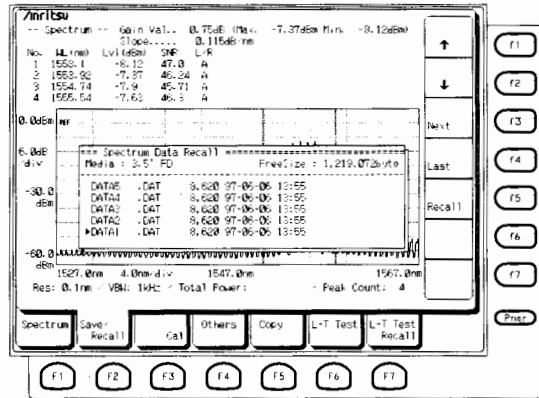 Anritsu
-- Spectrum -- Gain Val.. 0.75dB (Max. -7.37dBm Min. -8.12dBm)
Slope..... 0.115dB/nm
No. WL(nm) Lvl(dBm) SNR L/R
1 1553.1 -8.12 47.0 A
2 1553.92 -7.37 46.24 A
3 1554.74 -7.9 45.71 A
4 1555.54 -7.63 46.3 A
0.0dBm REF
6.0dB
/div
-30.0
dBm
-60.0
dBm
=== Spectrum Data Recall
Media : 3.5" FD FreeSize : 1,219,072byte
DATA5 .DAT 8,620 97-06-06 13:55
DATA4 .DAT 8,620 97-06-06 13:55
DATA3 .DAT 8,620 97-06-06 13:55
DATA2 .DAT 8,620 97-06-06 13:55
▶DATA1 .DAT 8,620 97-06-06 13:55
1527.0nm 4.0nm/div 1547.0nm 1567.0nm
Res: 0.1nm / VBW: 1kHz / Total Power: / Peak Count: 4
↑
↓
Next
Last
Recall
f1
f2
f3
f4
f5
f6
f7
Prior
Spectrum
Save/
Recall
Cal
Others
Copy
L-T Test
L-T Test
Recall
F1
F2
F3
F4
F5
F6
F7